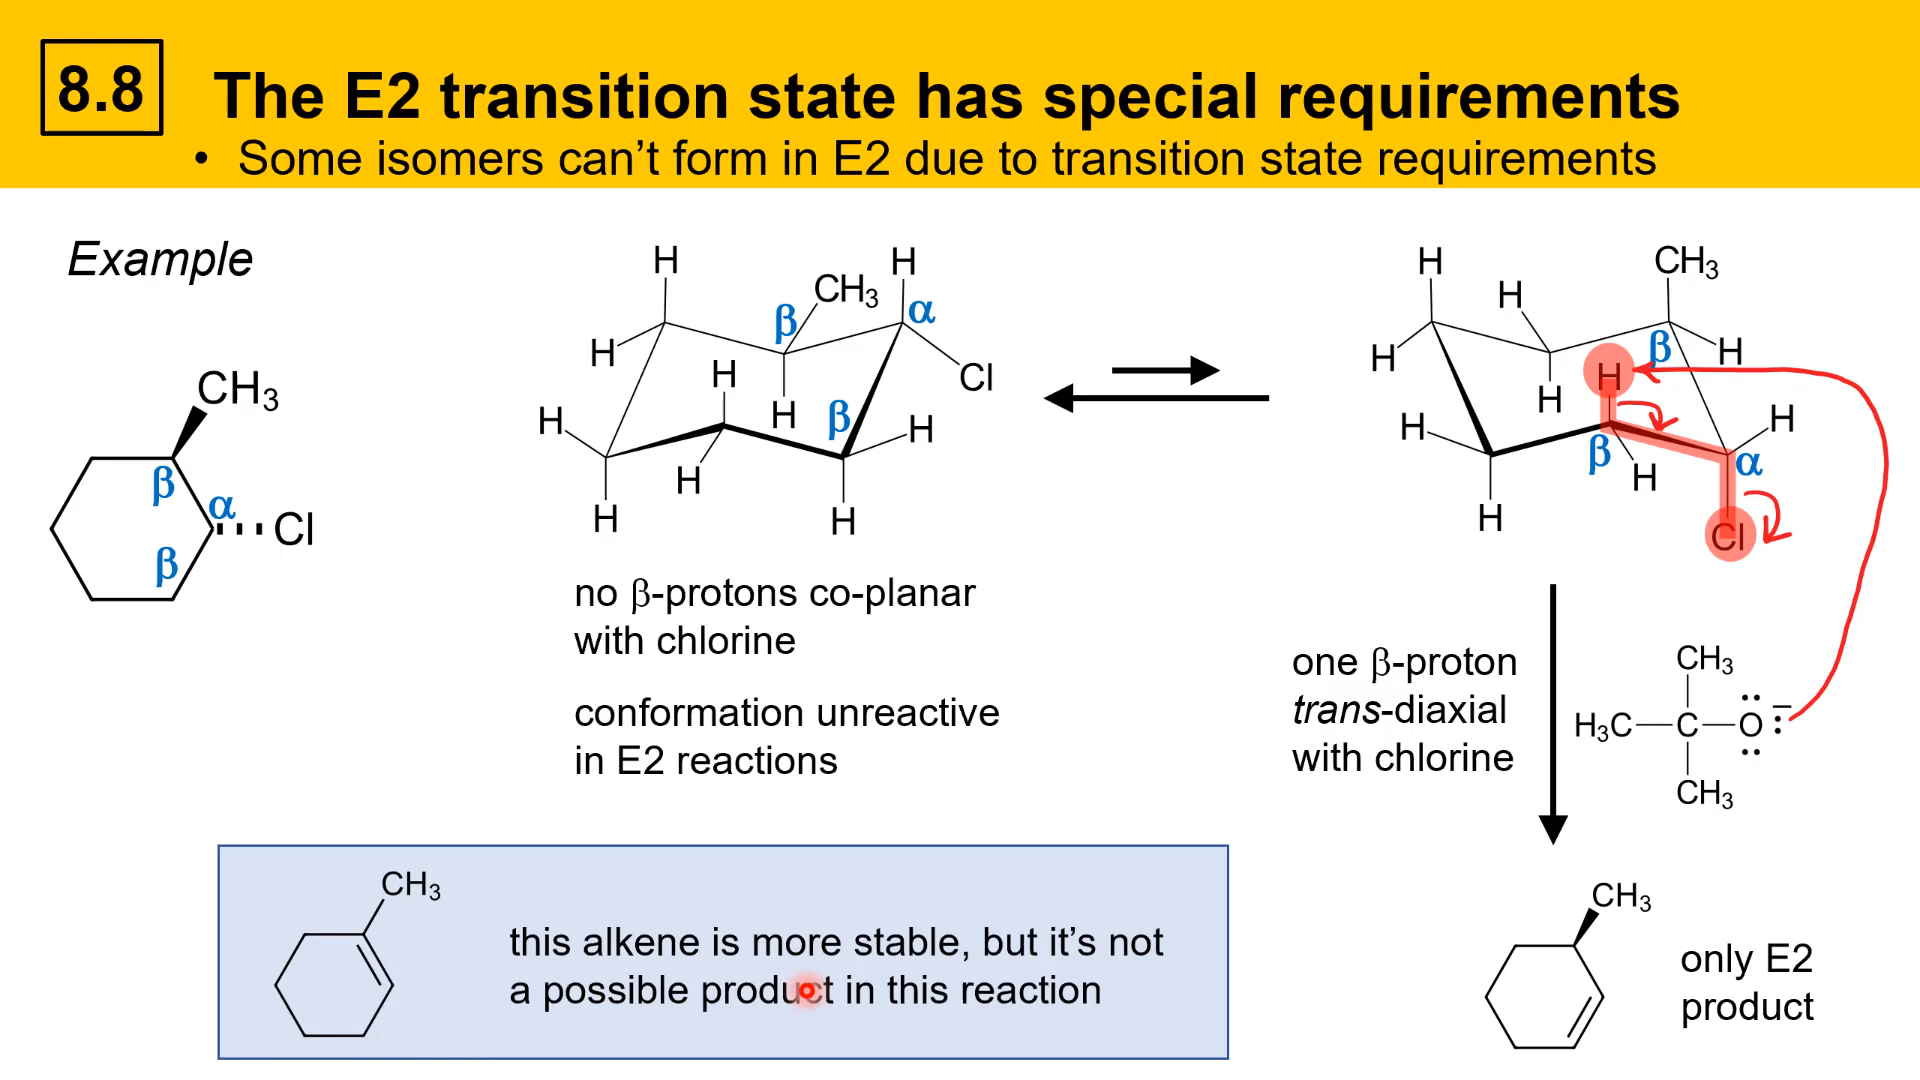 8.8
The E2 transition state has special requirements
• Some isomers can’t form in E2 due to transition state requirements
Example
CH₃
β
α
Cl
β
H
H
CH₃
β
α
H
H
Cl
H
H
β
H
H
H
H
H
no β-protons co-planar
with chlorine
conformation unreactive
in E2 reactions
H
CH₃
H
β
H
H
H
H
H
H
β
α
H
H
Cl
one β-proton
trans-diaxial
with chlorine
CH₃
H₃C—C—O:⁻
CH₃
CH₃
this alkene is more stable, but it’s not
a possible product in this reaction
CH₃
only E2
product